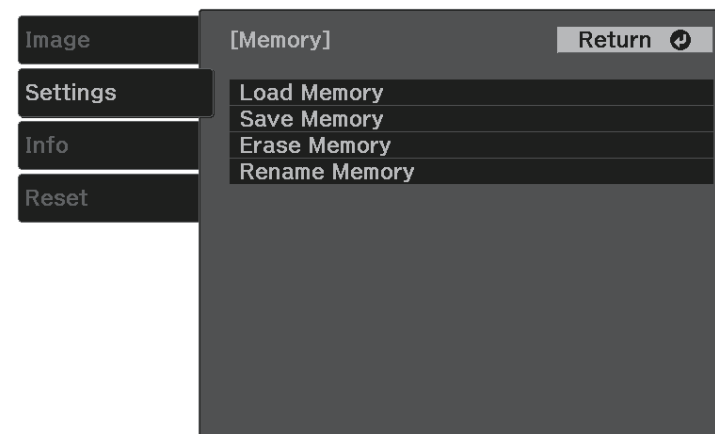 Image
Settings
Info
Reset
[Memory]
Return
Load Memory
Save Memory
Erase Memory
Rename Memory